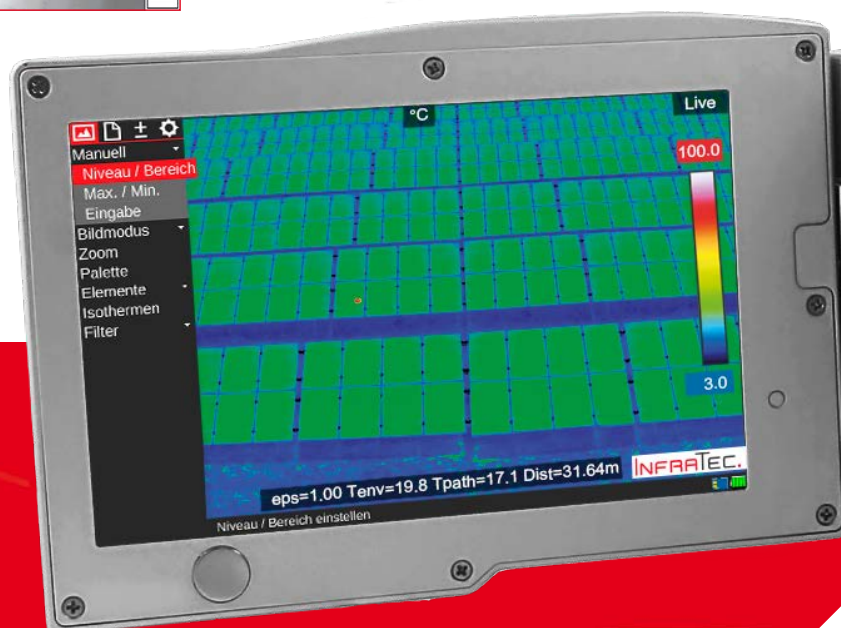 °C
Live
Manuell
Niveau / Bereich
Max. / Min.
Eingabe
Bildmodus
Zoom
Palette
Elemente
Isothermen
Filter
100.0
3.0
INFRATEC.
eps=1.00 Tenv=19.8 Tpath=17.1 Dist=31.64m
Niveau / Bereich einstellen